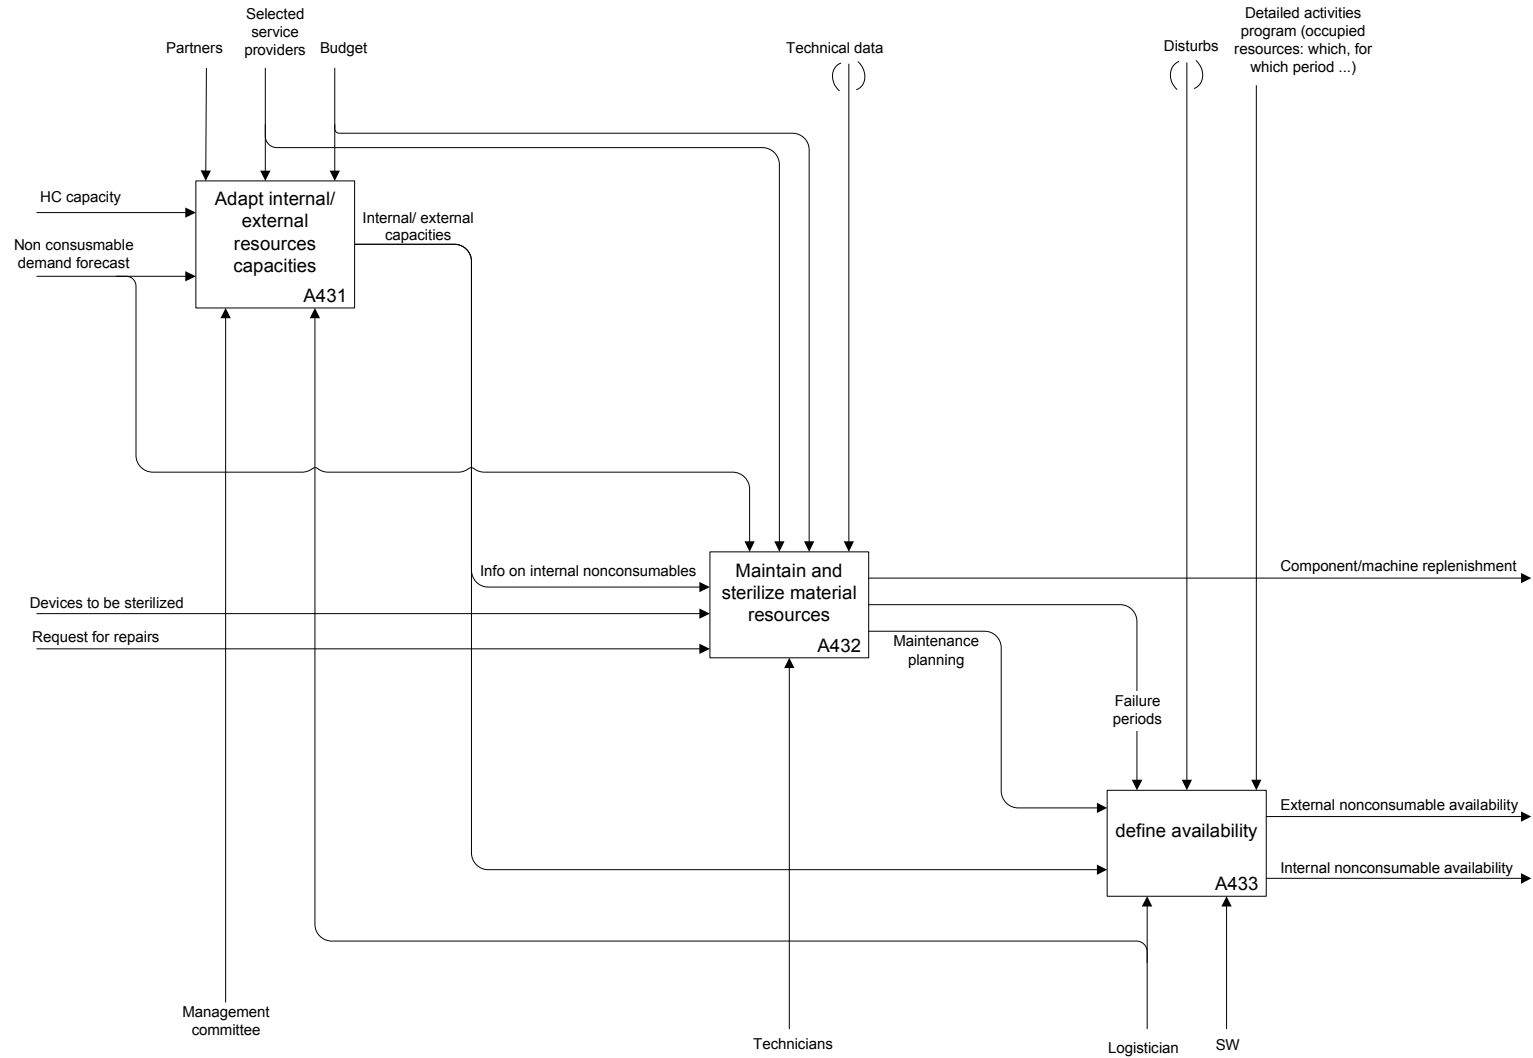 Selected
service
providers
Partners
Budget
Technical data
Disturbs
Detailed activities
program (occupied
resources: which, for
which period ...)
HC capacity
Non consusmable
demand forecast
Adapt internal/
external
resources
capacities
A431
Internal/ external
capacities
Info on internal nonconsumables
Devices to be sterilized
Request for repairs
Maintain and
sterilize material
resources
A432
Component/machine replenishment
Maintenance
planning
Failure
periods
define availability
A433
External nonconsumable availability
Internal nonconsumable availability
Management
committee
Technicians
Logistician
SW